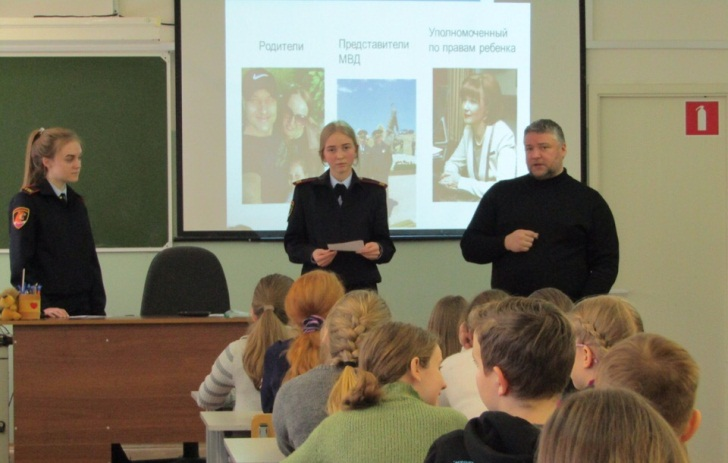 Родители
Представители
МВД
Уполномоченный
по правам ребенка